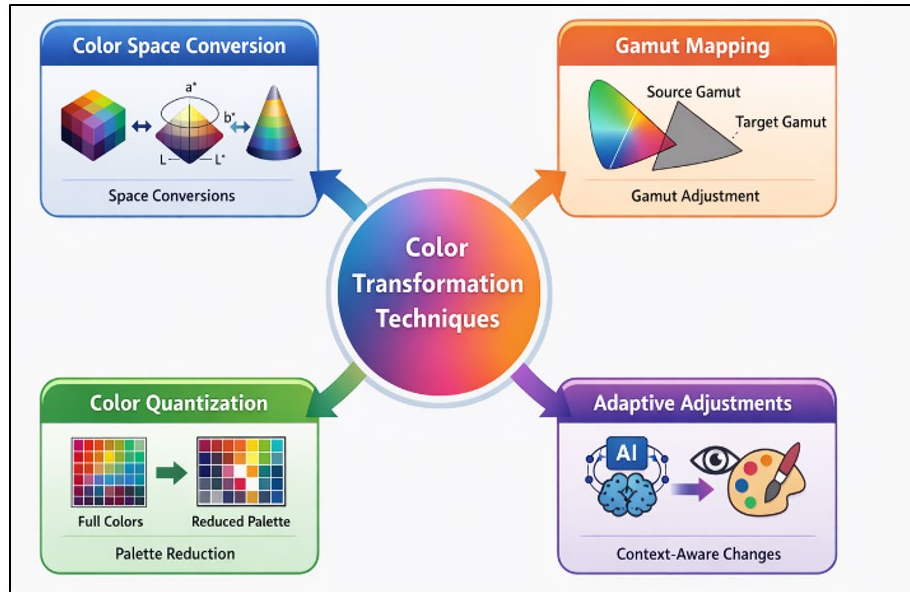 Color Space Conversion
a*
b*
L
L*
Space Conversions
Gamut Mapping
Source Gamut
Target Gamut
Gamut Adjustment
Color
Transformation
Techniques
Color Quantization
Full Colors
Reduced Palette
Palette Reduction
Adaptive Adjustments
AI
Context-Aware Changes